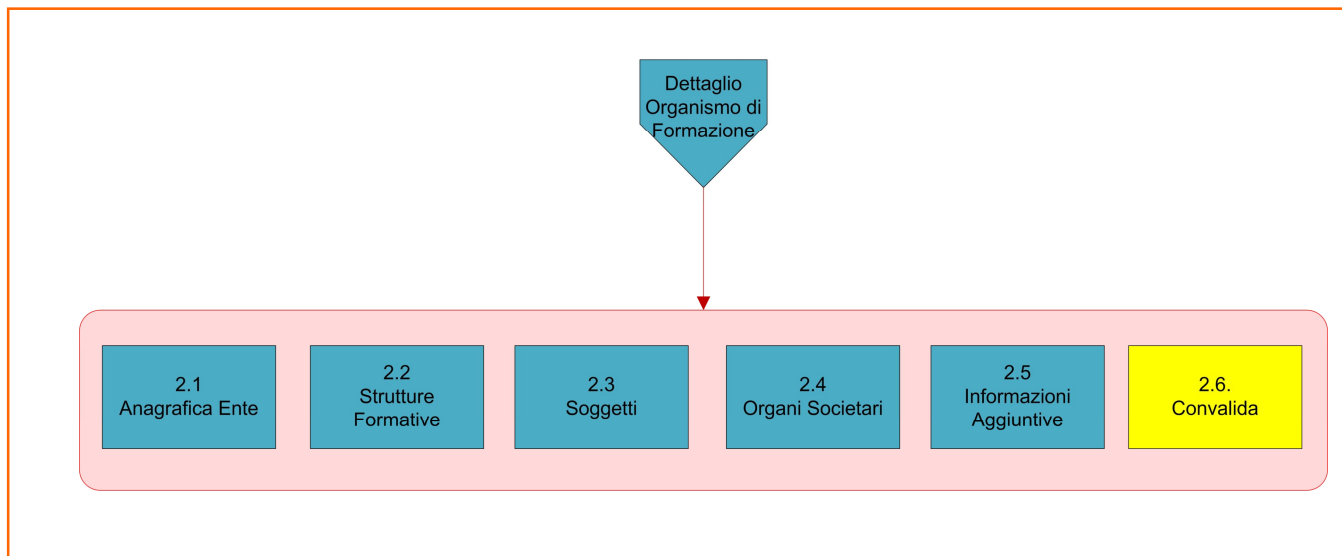 Dettaglio
Organismo di
Formazione
2.1
Anagrafica Ente
2.2
Strutture
Formative
2.3
Soggetti
2.4
Organi Societari
2.5
Informazioni
Aggiuntive
2.6.
Convalida